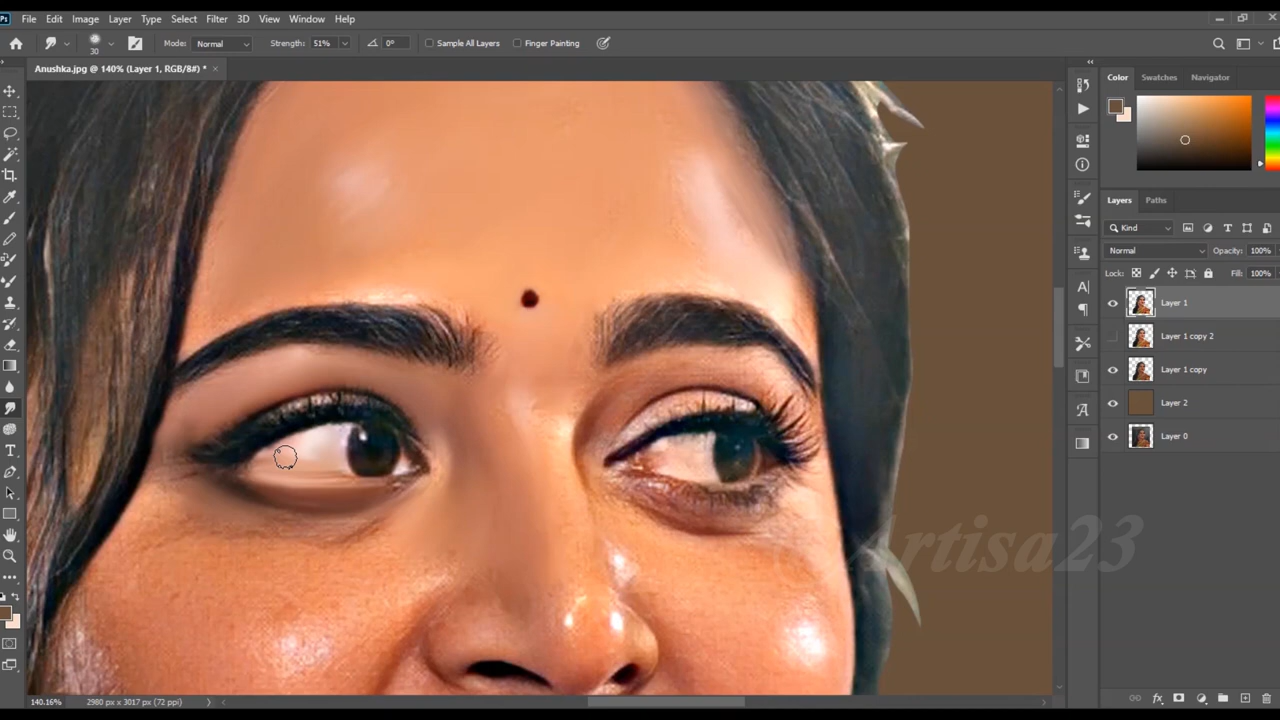 Ps File Edit Image Layer Type Select Filter 3D View Window Help
30 Mode: Normal Strength: 51% 0° Sample All Layers Finger Painting
Anushka.jpg @ 140% (Layer 1, RGB/8#) * ×
Color Swatches Navigator
Layers Paths
Kind
Normal Opacity: 100%
Lock: Fill: 100%
Layer 1
Layer 1 copy 2
Layer 1 copy
Layer 2
Layer 0
Artisa23
140.16% 2980 px x 3017 px (72 ppi)